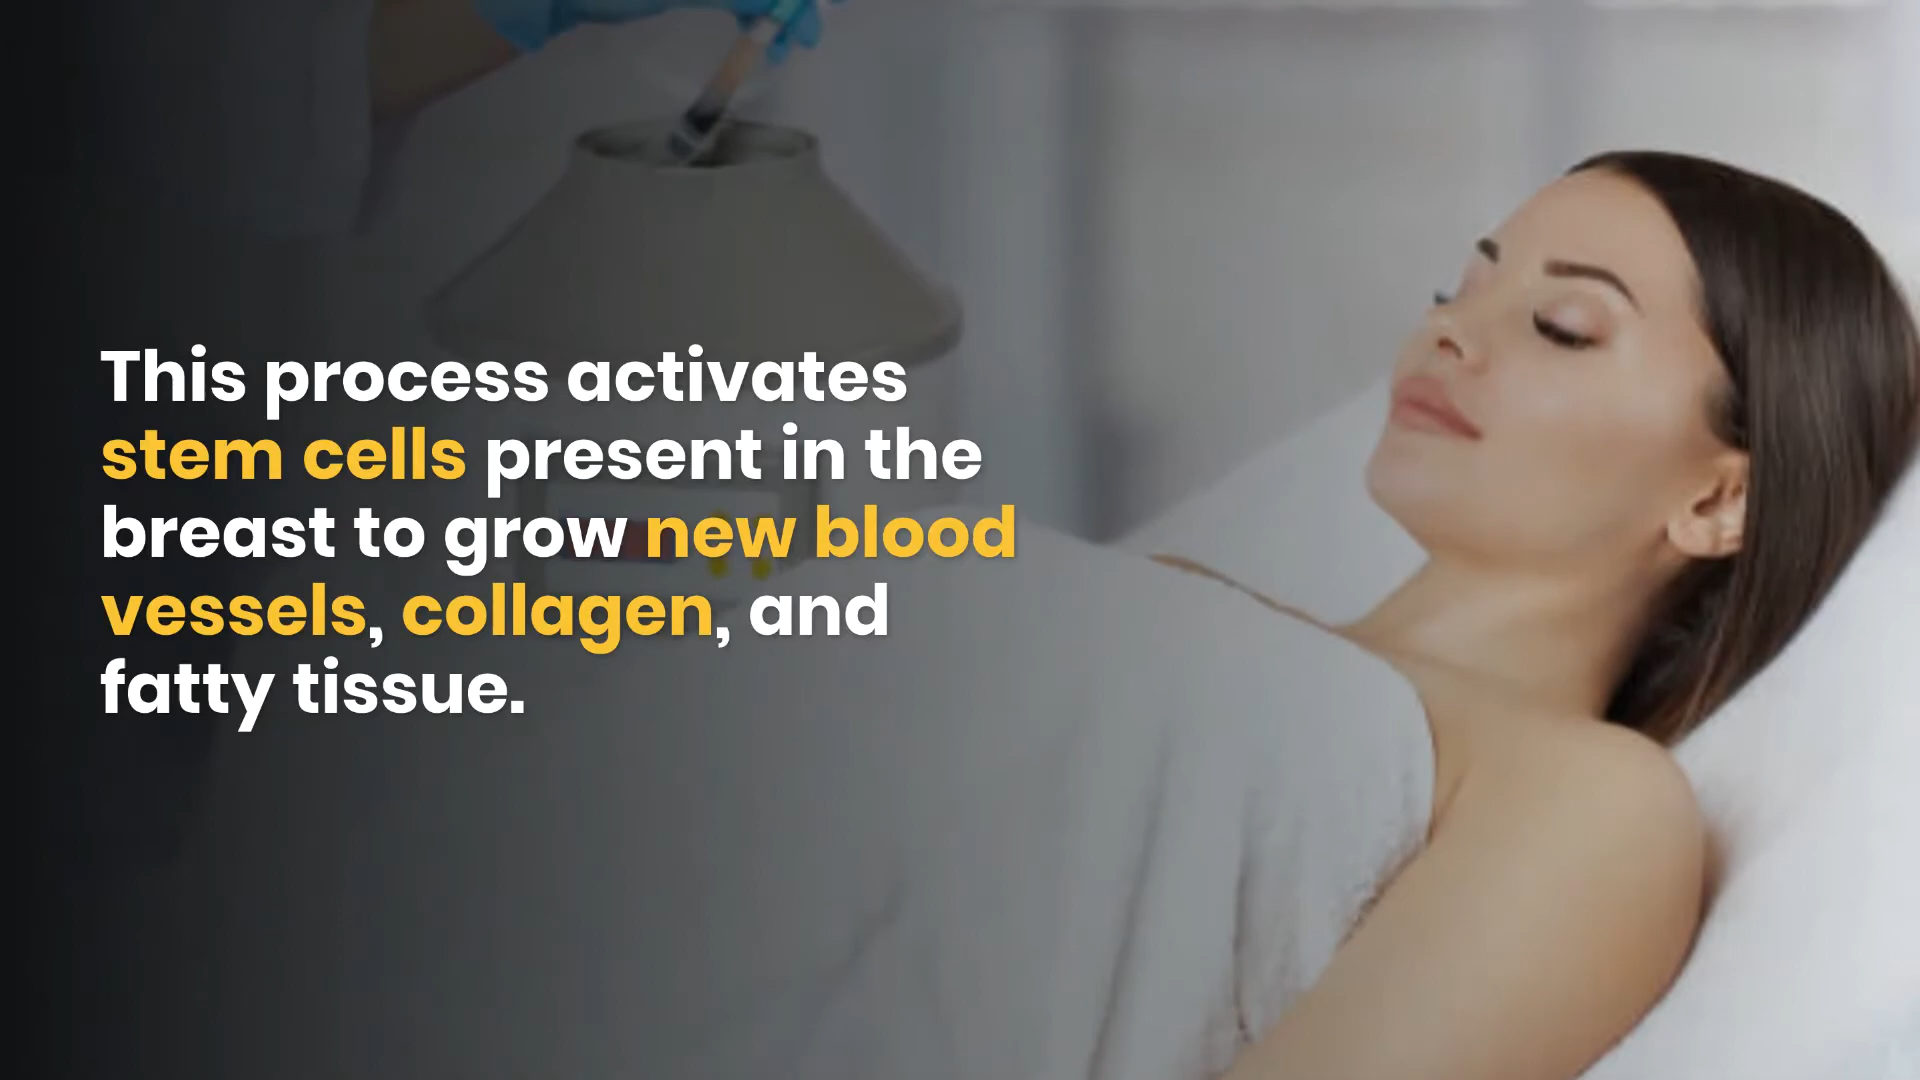 This process activates
stem cells present in the
breast to grow new blood
vessels, collagen, and
fatty tissue.